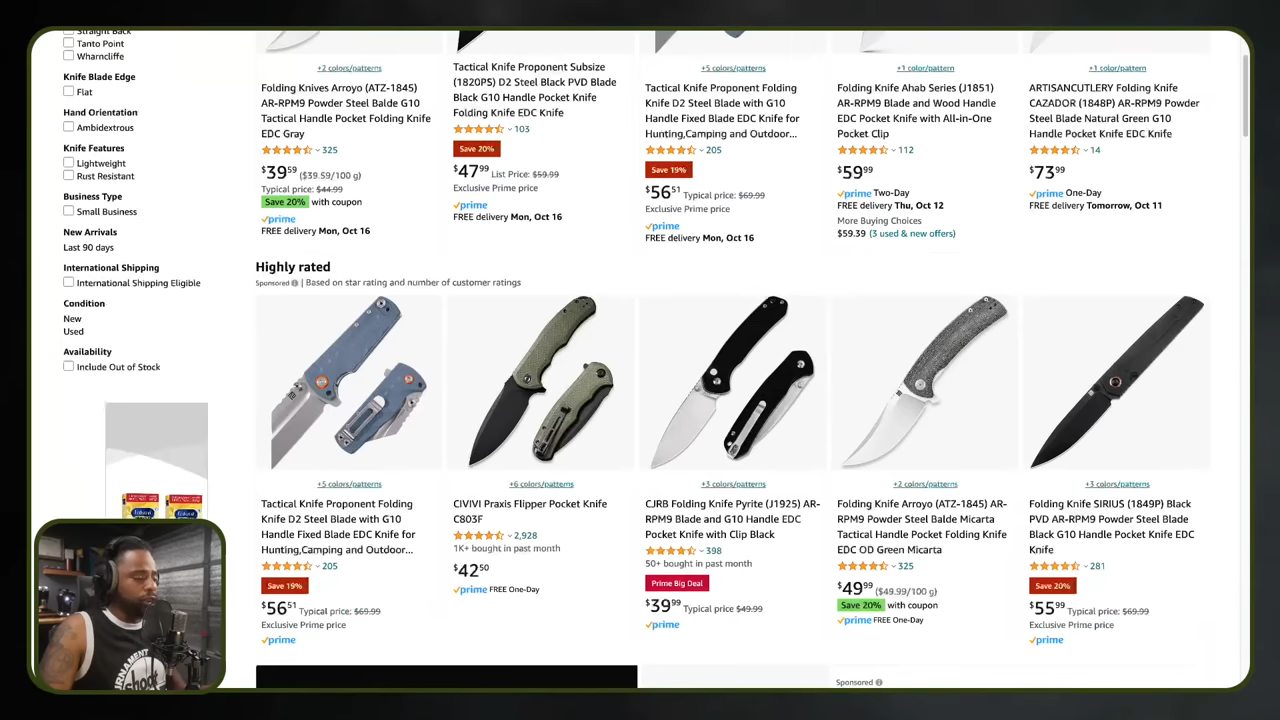 Straight Back
Tanto Point
Wharncliffe
Knife Blade Edge
Flat
Hand Orientation
Ambidextrous
Knife Features
Lightweight
Rust Resistant
Business Type
Small Business
New Arrivals
Last 90 days
International Shipping
International Shipping Eligible
Condition
New
Used
Availability
Include Out of Stock
+2 colors/patterns
Folding Knives Arroyo (ATZ-1845)
AR-RPM9 Powder Steel Balde G10
Tactical Handle Pocket Folding Knife
EDC Gray
325
$3959 ($39.59/100 g)
Typical price: $44.99
Save 20% with coupon
prime
FREE delivery Mon, Oct 16
Tactical Knife Proponent Subsize
(1820PS) D2 Steel Black PVD Blade
Black G10 Handle Pocket Knife
Folding Knife EDC Knife
103
Save 20%
$4799 List Price: $59.99
Exclusive Prime price
prime
FREE delivery Mon, Oct 16
+5 colors/patterns
Tactical Knife Proponent Folding
Knife D2 Steel Blade with G10
Handle Fixed Blade EDC Knife for
Hunting,Camping and Outdoor...
205
Save 19%
$5651 Typical price: $69.99
Exclusive Prime price
prime
FREE delivery Mon, Oct 16
+1 color/pattern
Folding Knife Ahab Series (J1851)
AR-RPM9 Blade and Wood Handle
EDC Pocket Knife with All-in-One
Pocket Clip
112
$5999
prime Two-Day
FREE delivery Thu, Oct 12
More Buying Choices
$59.39 (3 used & new offers)
+1 color/pattern
ARTISANCUTLERY Folding Knife
CAZADOR (1848P) AR-RPM9 Powder
Steel Blade Natural Green G10
Handle Pocket Knife EDC Knife
14
$7399
prime One-Day
FREE delivery Tomorrow, Oct 11
Highly rated
Sponsored | Based on star rating and number of customer ratings
+5 colors/patterns
Tactical Knife Proponent Folding
Knife D2 Steel Blade with G10
Handle Fixed Blade EDC Knife for
Hunting,Camping and Outdoor...
205
Save 19%
$5651 Typical price: $69.99
Exclusive Prime price
prime
+6 colors/patterns
CIVIVI Praxis Flipper Pocket Knife
C803F
2,928
1K+ bought in past month
$4250
prime FREE One-Day
+3 colors/patterns
CJRB Folding Knife Pyrite (J1925) AR-
RPM9 Blade and G10 Handle EDC
Pocket Knife with Clip Black
398
50+ bought in past month
Prime Big Deal
$3999 Typical price $49.99
prime
+2 colors/patterns
Folding Knife Arroyo (ATZ-1845) AR-
RPM9 Powder Steel Balde Micarta
Tactical Handle Pocket Folding Knife
EDC OD Green Micarta
325
$4999 ($49.99/100 g)
Save 20% with coupon
prime FREE One-Day
+3 colors/patterns
Folding Knife SIRIUS (1849P) Black
PVD AR-RPM9 Powder Steel Blade
Black G10 Handle Pocket Knife EDC
Knife
281
Save 20%
$5599 Typical price: $69.99
Exclusive Prime price
prime
Sponsored